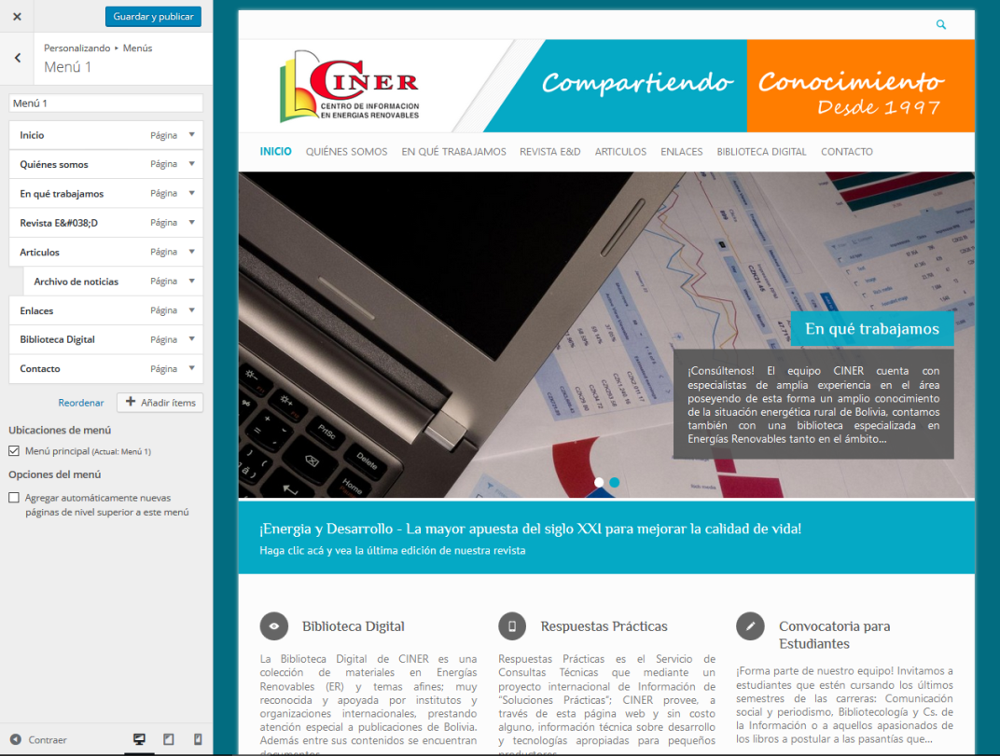 Guardar y publicar
Personalizando ▸ Menús
Menú 1
Menú 1
Inicio Página
Quiénes somos Página
En qué trabajamos Página
Revista E&#038;D Página
Articulos Página
Archivo de noticias Página
Enlaces Página
Biblioteca Digital Página
Contacto Página
Reordenar + Añadir ítems
Ubicaciones de menú
Menú principal (Actual: Menú 1)
Opciones del menú
Agregar automáticamente nuevas
páginas de nivel superior a este menú
Contraer
CINER
CENTRO DE INFORMACION
EN ENERGIAS RENOVABLES
Compartiendo Conocimiento
Desde 1997
INICIO QUIÉNES SOMOS EN QUÉ TRABAJAMOS REVISTA E&D ARTICULOS ENLACES BIBLIOTECA DIGITAL CONTACTO
PrtSc
Delete
Home
En qué trabajamos
¡Consúltenos! El equipo CINER cuenta con
especialistas de amplia experiencia en el área
poseyendo de esta forma un amplio conocimiento
de la situación energética rural de Bolivia, contamos
también con una biblioteca especializada en
Energías Renovables tanto en el ámbito...
¡Energia y Desarrollo - La mayor apuesta del siglo XXI para mejorar la calidad de vida!
Haga clic acá y vea la última edición de nuestra revista
Biblioteca Digital
La Biblioteca Digital de CINER es una
colección de materiales en Energías
Renovables (ER) y temas afines; muy
reconocida y apoyada por institutos y
organizaciones internacionales, prestando
atención especial a publicaciones de Bolivia.
Además entre sus contenidos se encuentran
documentos
Respuestas Prácticas
Respuestas Prácticas es el Servicio de
Consultas Técnicas que mediante un
proyecto internacional de Información de
"Soluciones Prácticas"; CINER provee, a
través de esta página web y sin costo
alguno, información técnica sobre desarrollo
y tecnologías apropiadas para pequeños
productores
Convocatoria para
Estudiantes
¡Forma parte de nuestro equipo! Invitamos a
estudiantes que estén cursando los últimos
semestres de las carreras: Comunicación
social y periodismo, Bibliotecología y Cs. de
la Información o a aquellos apasionados de
los libros a postular a las pasantías que...